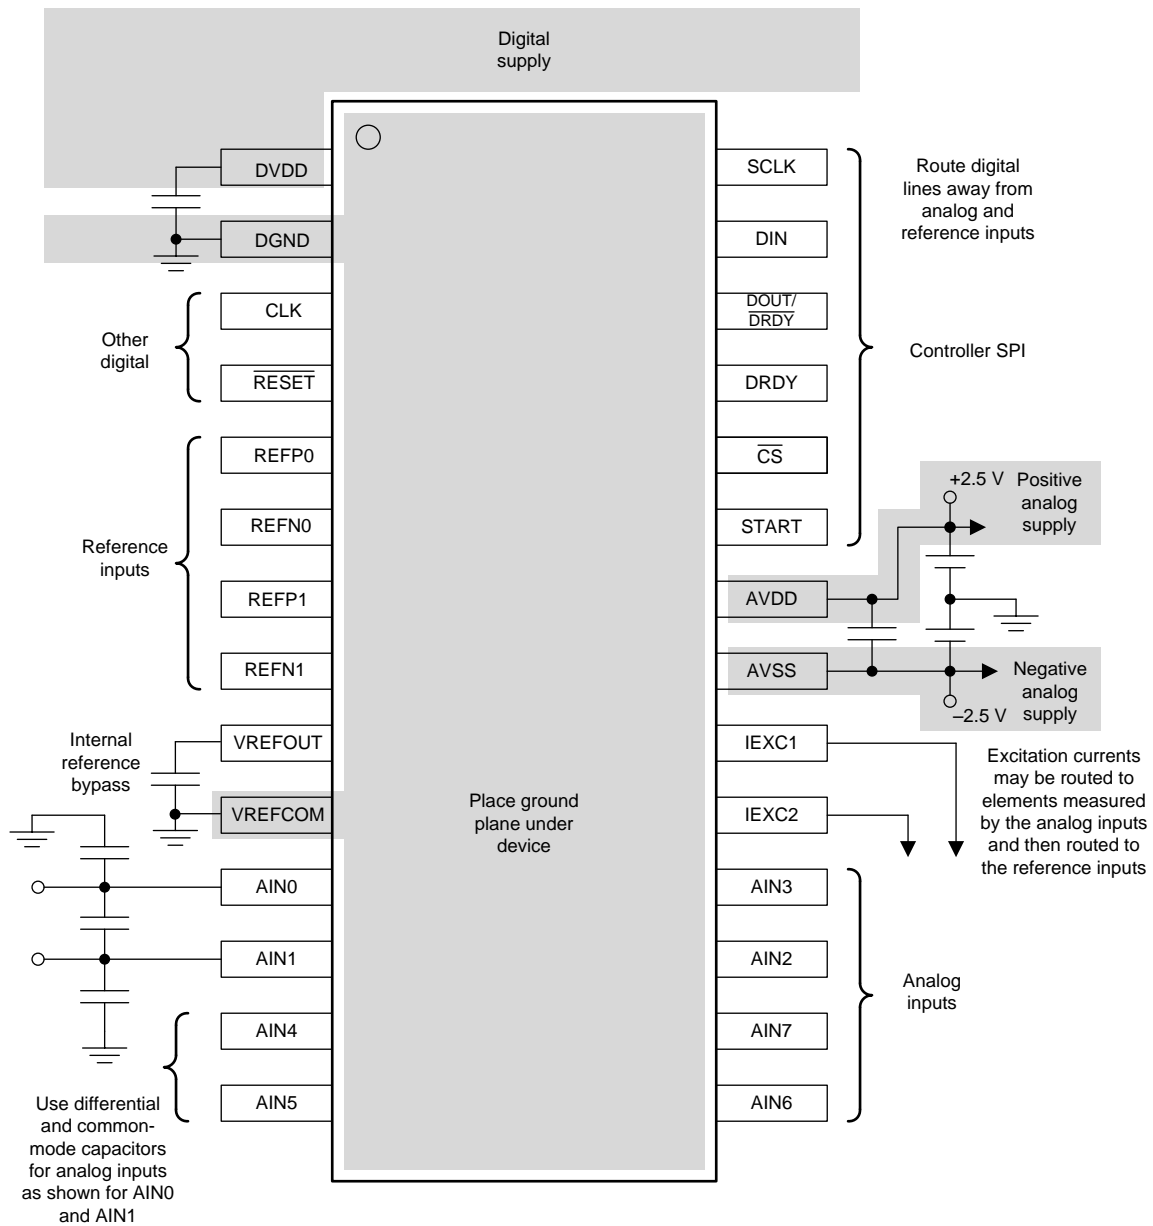 Digital
supply
DVDD
DGND
CLK
RESET
Other
digital
REFP0
REFN0
REFP1
REFN1
Reference
inputs
VREFOUT
VREFCOM
Internal
reference
bypass
AIN0
AIN1
AIN4
AIN5
Use differential
and common-
mode capacitors
for analog inputs
as shown for AIN0
and AIN1
Place ground
plane under
device
SCLK
DIN
DOUT/
DRDY
DRDY
CS
START
Route digital
lines away from
analog and
reference inputs
Controller SPI
AVDD
AVSS
+2.5 V
Positive
analog
supply
Negative
analog
supply
–2.5 V
IEXC1
IEXC2
Excitation currents
may be routed to
elements measured
by the analog inputs
and then routed to
the reference inputs
AIN3
AIN2
AIN7
AIN6
Analog
inputs